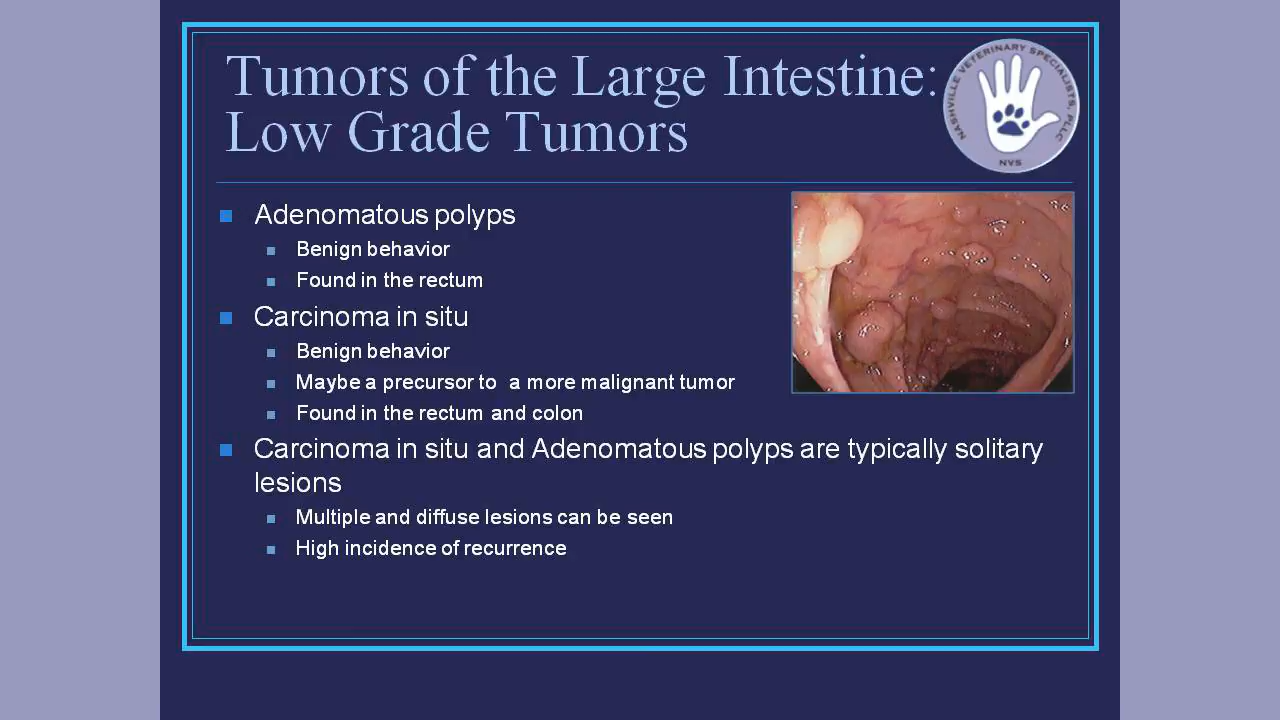 Tumors of the Large Intestine:
Low Grade Tumors
NASHVILLE VETERINARY SPECIALISTS, PLLC
NVS
Adenomatous polyps
Benign behavior
Found in the rectum
Carcinoma in situ
Benign behavior
Maybe a precursor to a more malignant tumor
Found in the rectum and colon
Carcinoma in situ and Adenomatous polyps are typically solitary
lesions
Multiple and diffuse lesions can be seen
High incidence of recurrence